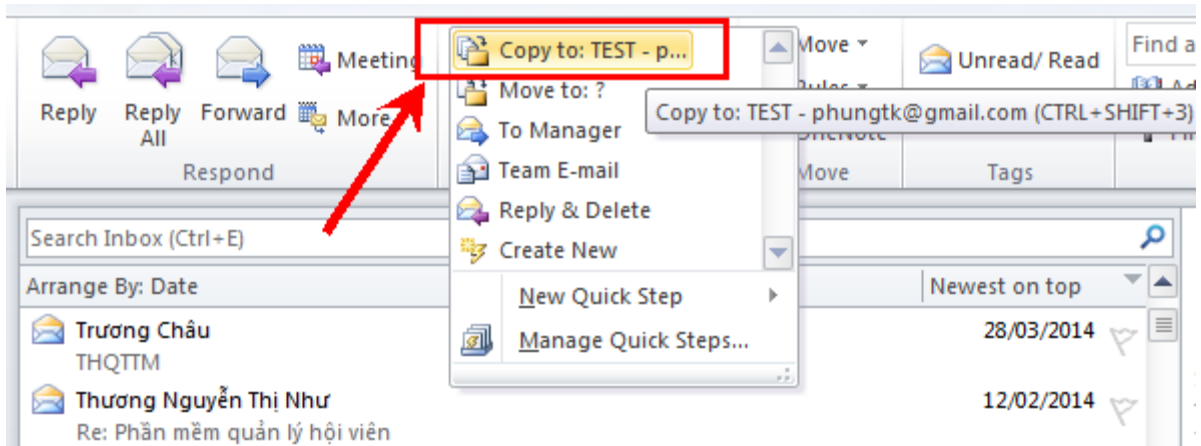 Reply
Reply All
Forward
Meeting
More
Respond
Copy to: TEST - p...
Move to: ?
To Manager
Team E-mail
Reply & Delete
Create New
New Quick Step
Manage Quick Steps...
Move
Copy to: TEST - phungtk@gmail.com (CTRL+SHIFT+3)
Move
Unread/ Read
Tags
Find a
Search Inbox (Ctrl+E)
Arrange By: Date
Newest on top
Trương Châu
28/03/2014
THQTTM
Thương Nguyễn Thị Như
12/02/2014
Re: Phần mềm quản lý hội viên